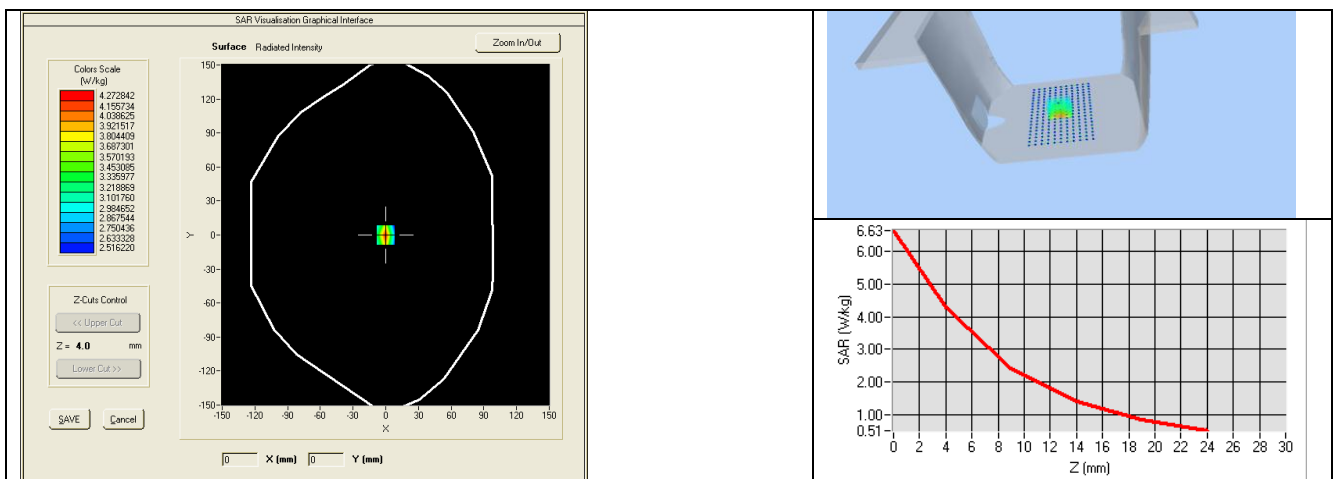 SAR Visualisation Graphical Interface
Surface Radiated Intensity
Zoom In/Out
Colors Scale
(W/kg)
4.272842
4.155734
4.038625
3.921517
3.804409
3.687301
3.570193
3.453085
3.335977
3.218869
3.101760
2.984652
2.867544
2.750436
2.633328
2.516220
Z-Cuts Control
<< Upper Cut
Z = 4.0 mm
Lower Cut >>
SAVE Cancel
150
120
90
60
30
0
-30
-60
-90
-120
-150
Y
-150 -120 -90 -60 -30 0 30 60 90 120 150
X
0 X (mm) 0 Y (mm)
6.63
6.00
5.00
4.00
3.00
2.00
1.00
0.51
SAR (W/kg)
0 2 4 6 8 10 12 14 16 18 20 22 24 26 28 30
Z (mm)